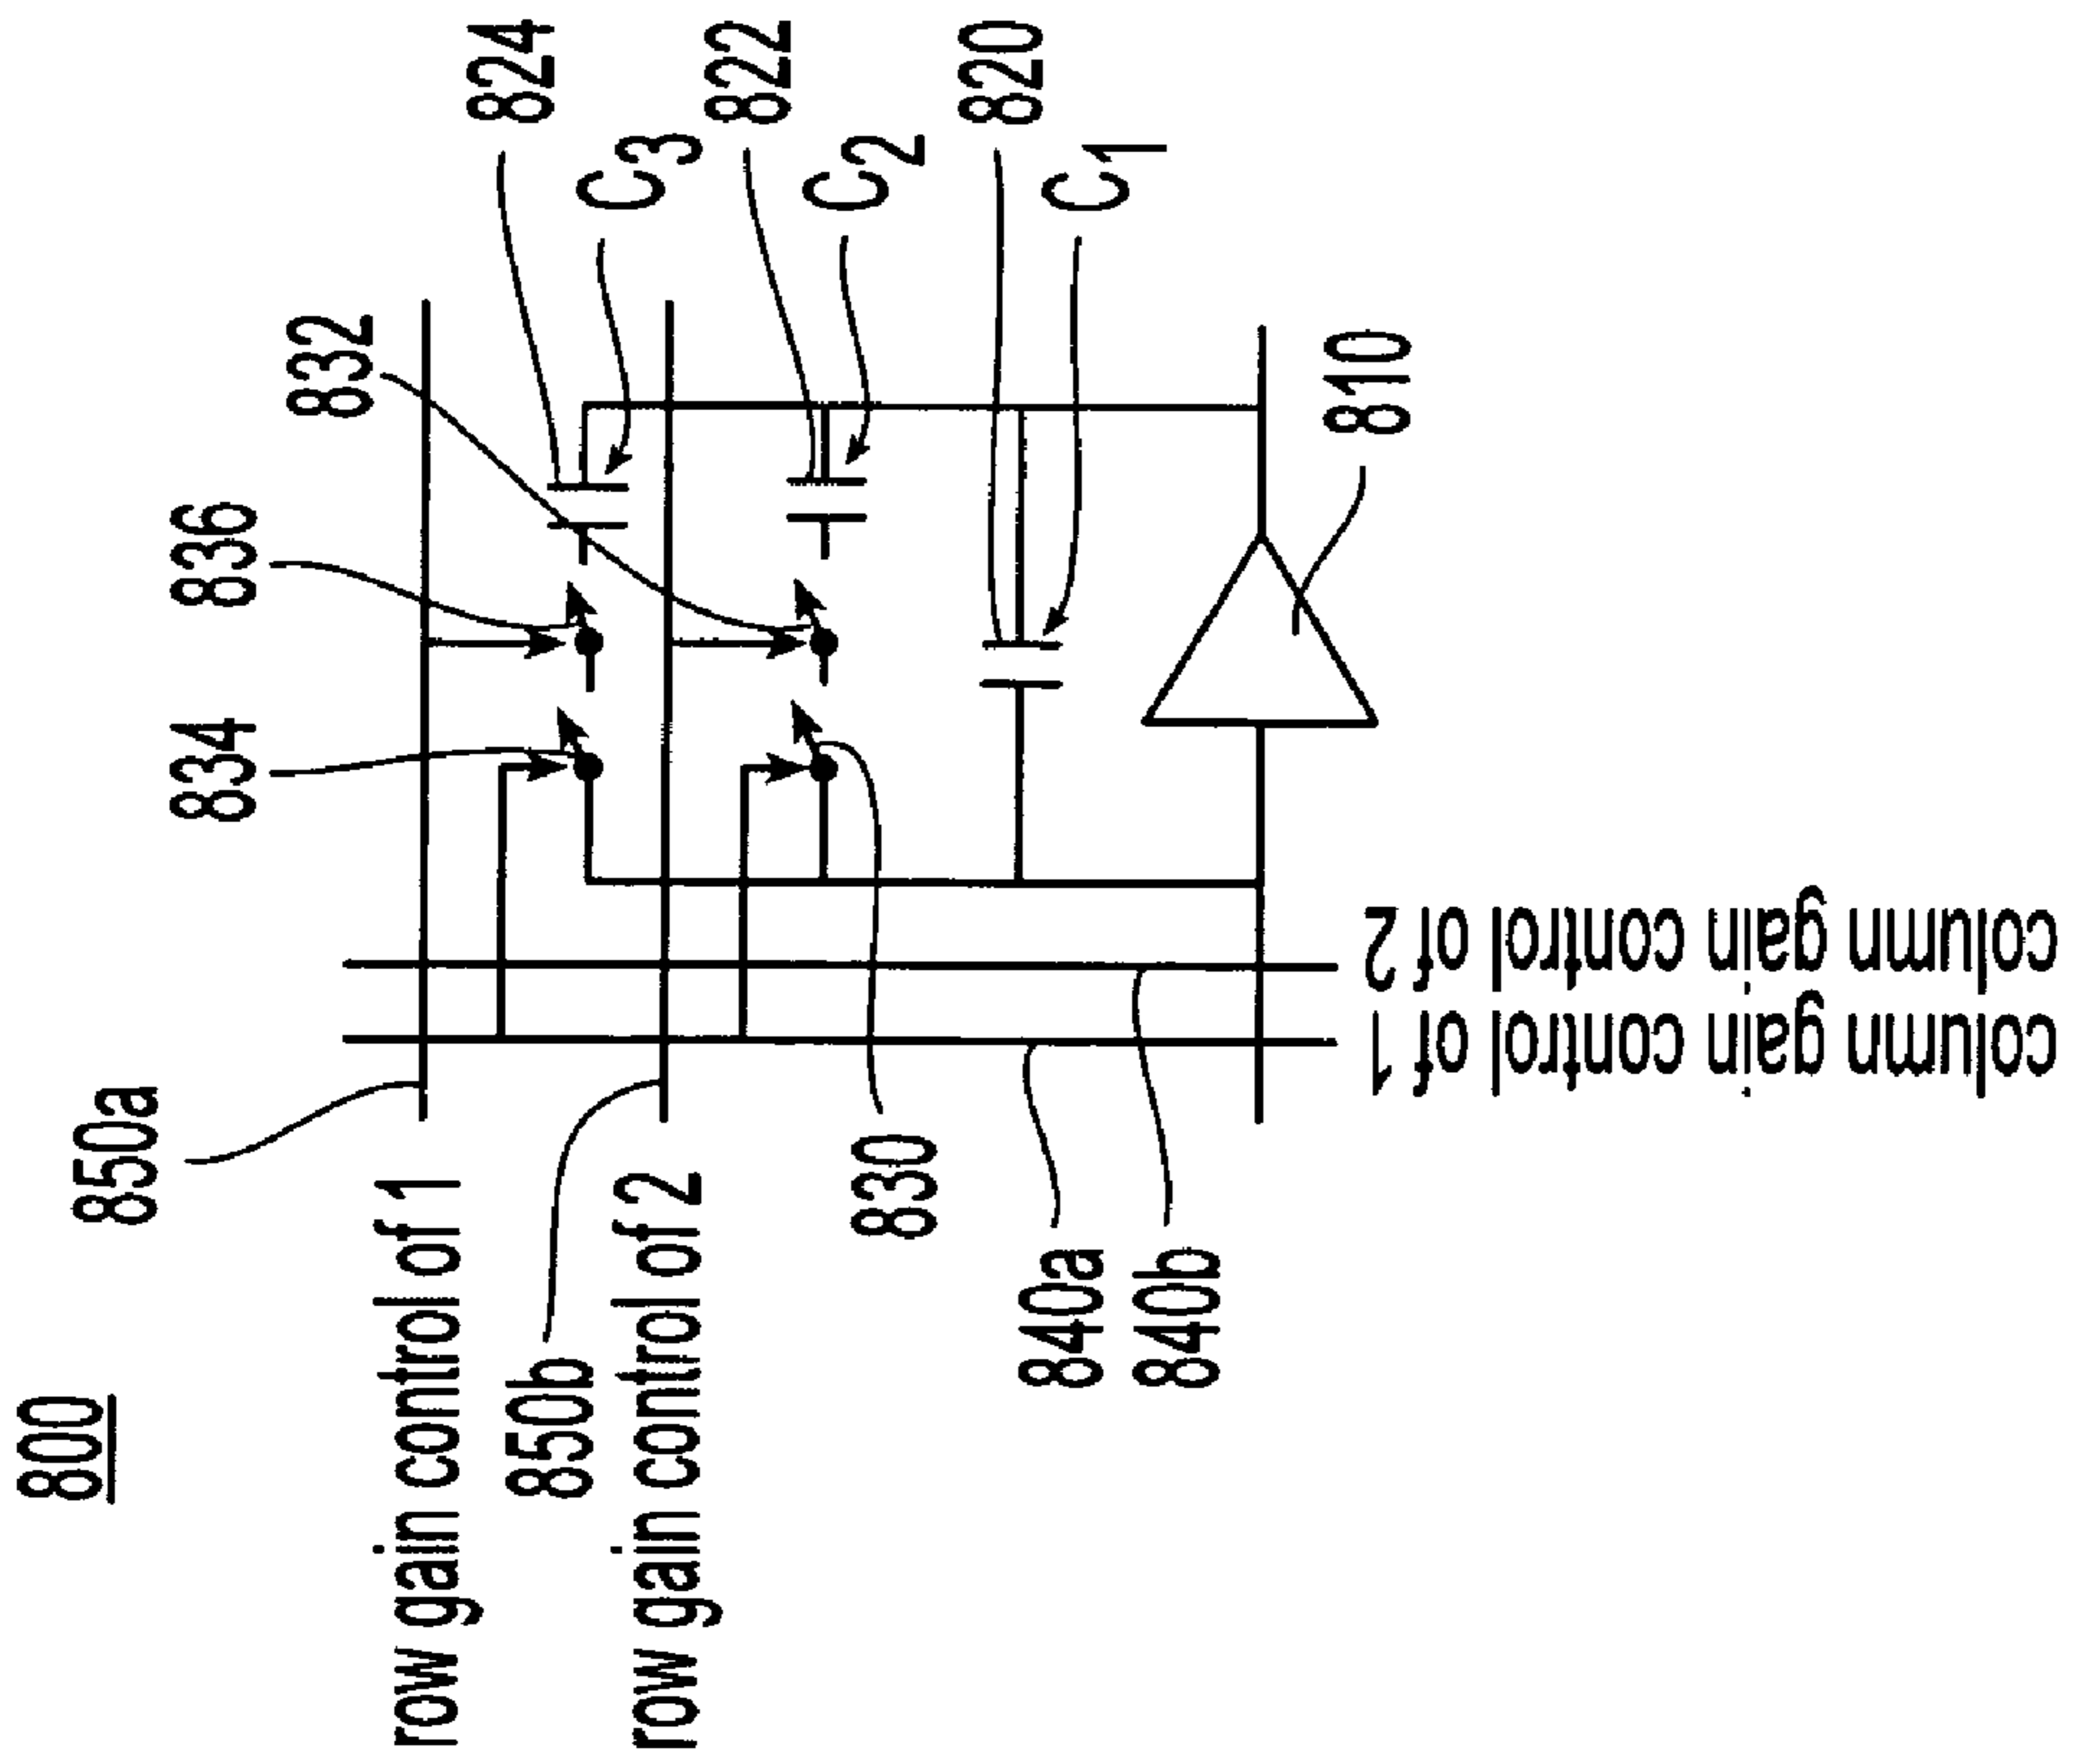 800
850a
row gain control of 1
850b
row gain control of 2
830
840a
840b
column gain control of 1
column gain control of 2
834
836
832
824
C3
822
C2
820
C1
810